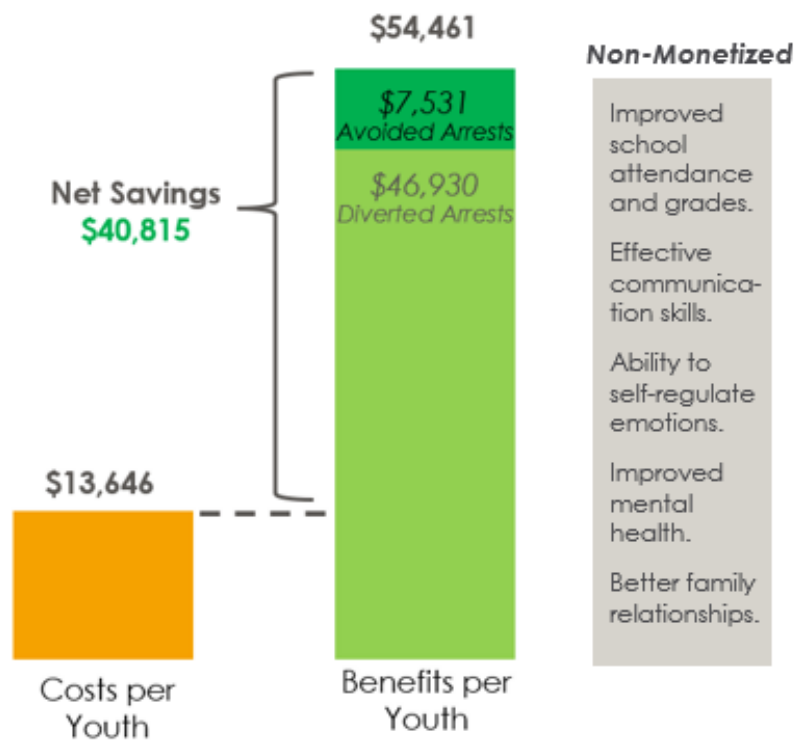 $54,461
$7,531
Avoided Arrests
$46,930
Diverted Arrests
Net Savings
$40,815
$13,646
Costs per
Youth
Benefits per
Youth
Non-Monetized
Improved
school
attendance
and grades.
Effective
communica-
tion skills.
Ability to
self-regulate
emotions.
Improved
mental
health.
Better family
relationships.